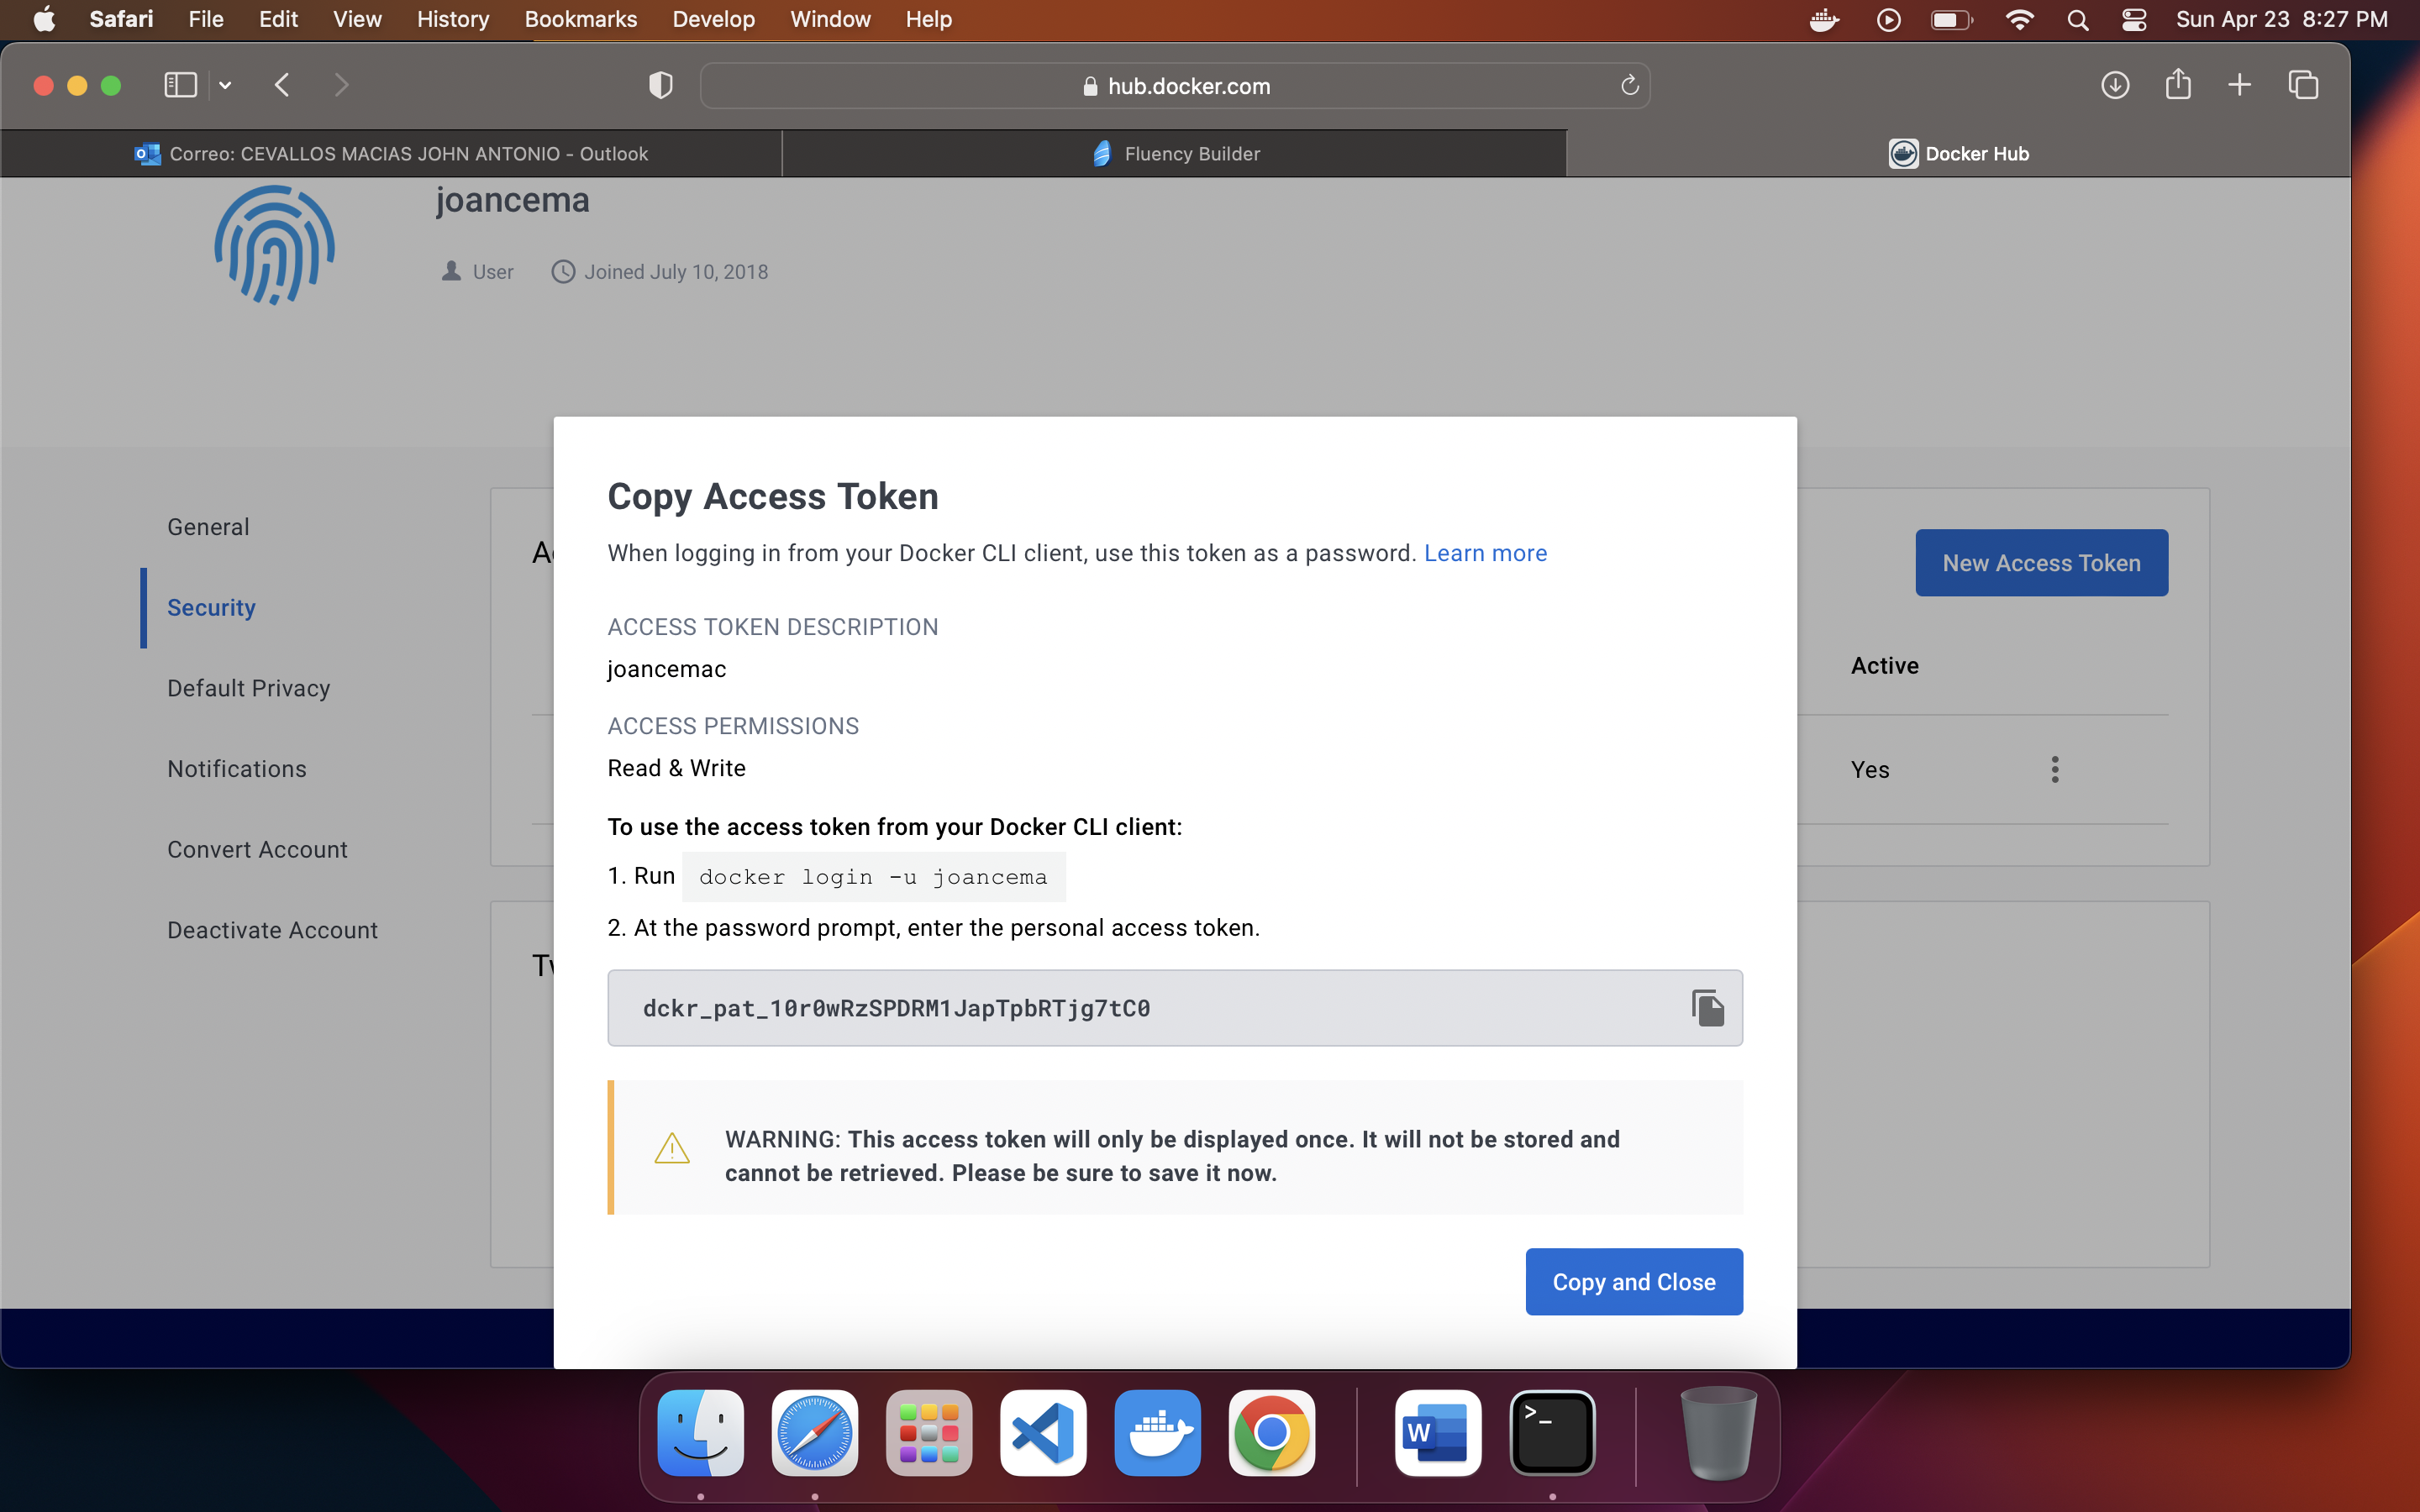 Safari File Edit View History Bookmarks Develop Window Help Sun Apr 23 8:27 PM
hub.docker.com
Correo: CEVALLOS MACIAS JOHN ANTONIO - Outlook
Fluency Builder
Docker Hub
joancema
User Joined July 10, 2018
General
Security
Default Privacy
Notifications
Convert Account
Deactivate Account
New Access Token
Active
Yes
Copy Access Token
When logging in from your Docker CLI client, use this token as a password. Learn more
ACCESS TOKEN DESCRIPTION
joancemac
ACCESS PERMISSIONS
Read & Write
To use the access token from your Docker CLI client:
1. Run docker login -u joancema
2. At the password prompt, enter the personal access token.
dckr_pat_10r0wRzSPDRM1JapTpbRTjg7tC0
WARNING: This access token will only be displayed once. It will not be stored and
cannot be retrieved. Please be sure to save it now.
Copy and Close
W
>_